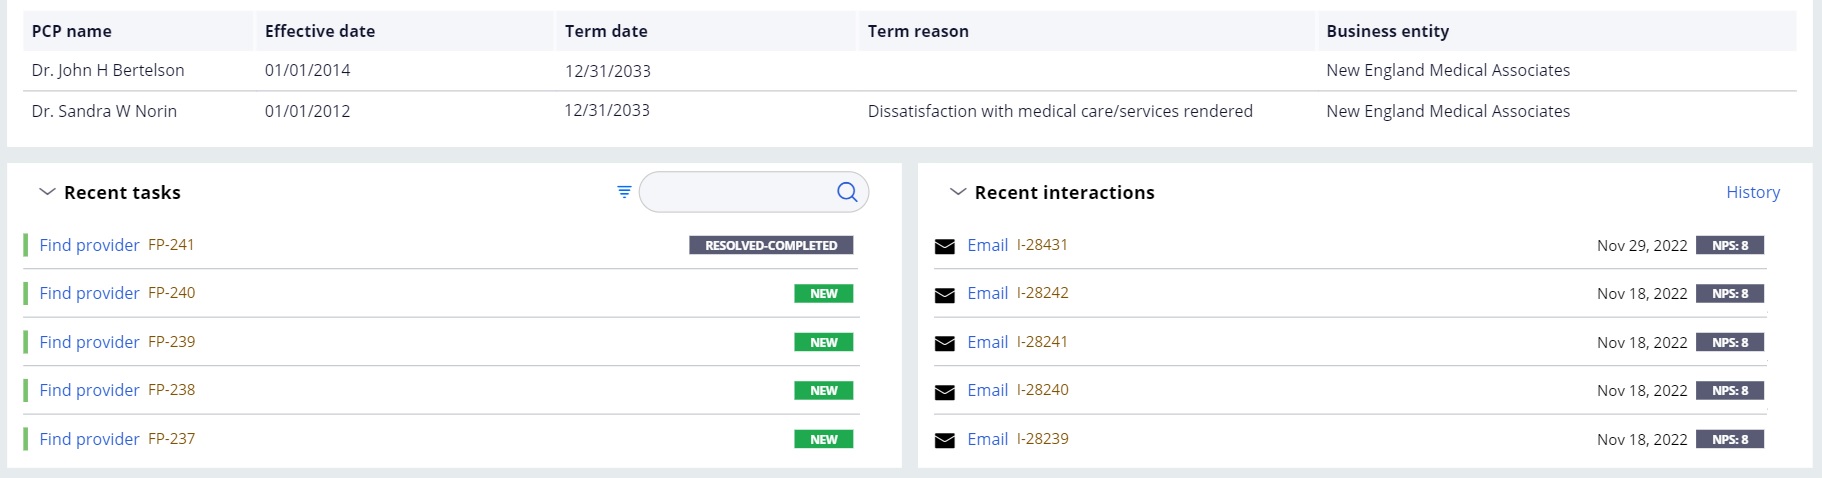 PCP name Effective date Term date Term reason Business entity
Dr. John H Bertelson 01/01/2014 12/31/2033 New England Medical Associates
Dr. Sandra W Norin 01/01/2012 12/31/2033 Dissatisfaction with medical care/services rendered New England Medical Associates
Recent tasks
Find provider FP-241 RESOLVED-COMPLETED
Find provider FP-240 NEW
Find provider FP-239 NEW
Find provider FP-238 NEW
Find provider FP-237 NEW
Recent interactions History
Email I-28431 Nov 29, 2022 NPS: 8
Email I-28242 Nov 18, 2022 NPS: 8
Email I-28241 Nov 18, 2022 NPS: 8
Email I-28240 Nov 18, 2022 NPS: 8
Email I-28239 Nov 18, 2022 NPS: 8